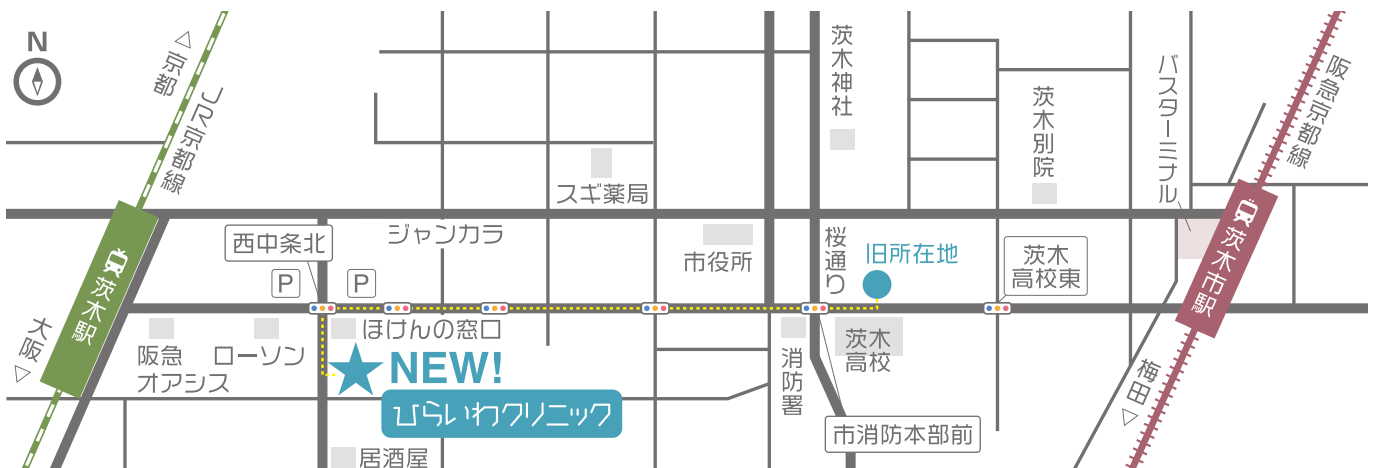 N
△京都
JR京都線
茨木駅
大阪▽
西中条北
P
P
ジャンカラ
スギ薬局
市役所
茨木神社
桜通り
旧所在地
茨木別院
茨木
高校東
バスターミナル
阪急京都線
茨木市駅
梅田▽
阪急
オアシス
ローソン
ほけんの窓口
NEW!
ひらいわクリニック
居酒屋
消防署
茨木
高校
市消防本部前